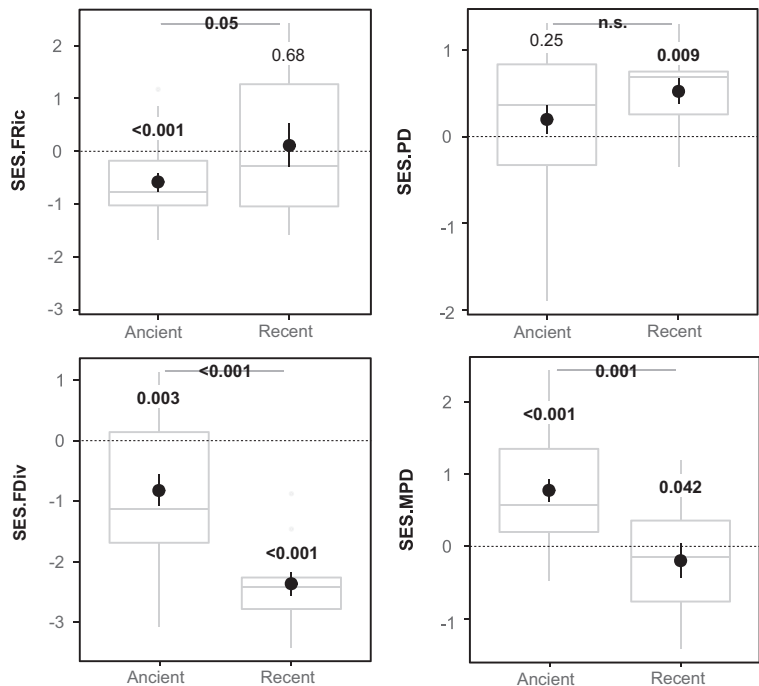 0.05
2
1
0
-1
-2
-3
<0.001
0.68
SES.FRic
Ancient
Recent
n.s.
1
0
-1
-2
0.25
0.009
SES.PD
Ancient
Recent
<0.001
1
0
-1
-2
-3
0.003
<0.001
SES.FDiv
Ancient
Recent
0.001
2
1
0
-1
<0.001
0.042
SES.MPD
Ancient
Recent